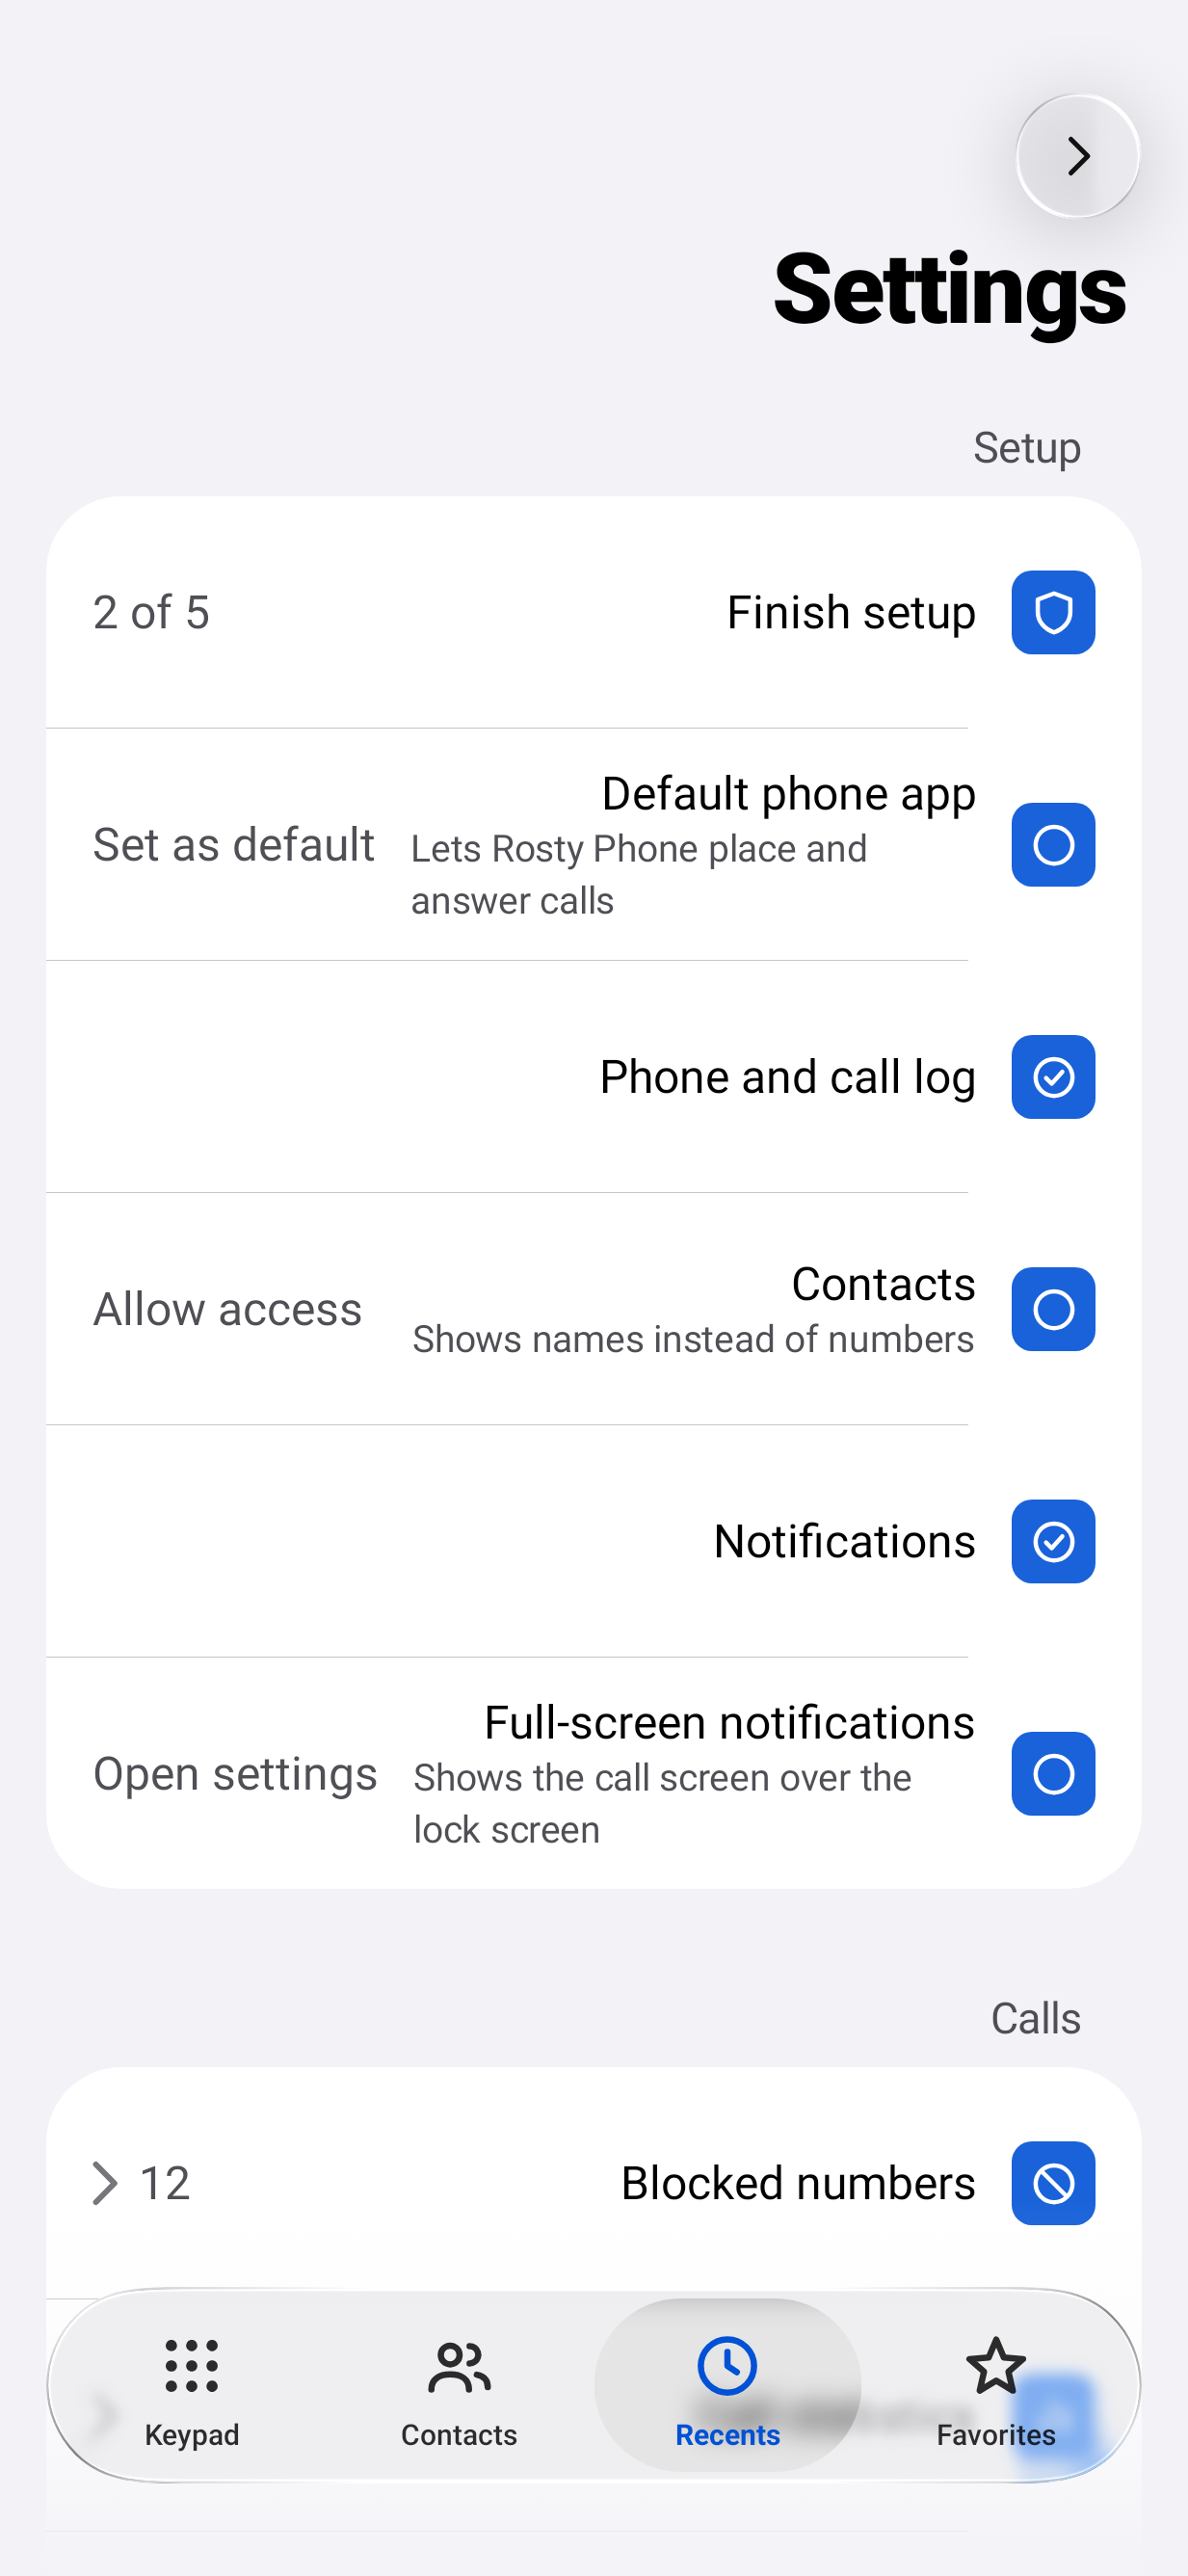 Settings
Setup
Finish setup
2 of 5
Default phone app
Lets Rosty Phone place and
answer calls
Set as default
Phone and call log
Contacts
Shows names instead of numbers
Allow access
Notifications
Full-screen notifications
Shows the call screen over the
lock screen
Open settings
Calls
Blocked numbers
12
Keypad
Contacts
Recents
Favorites